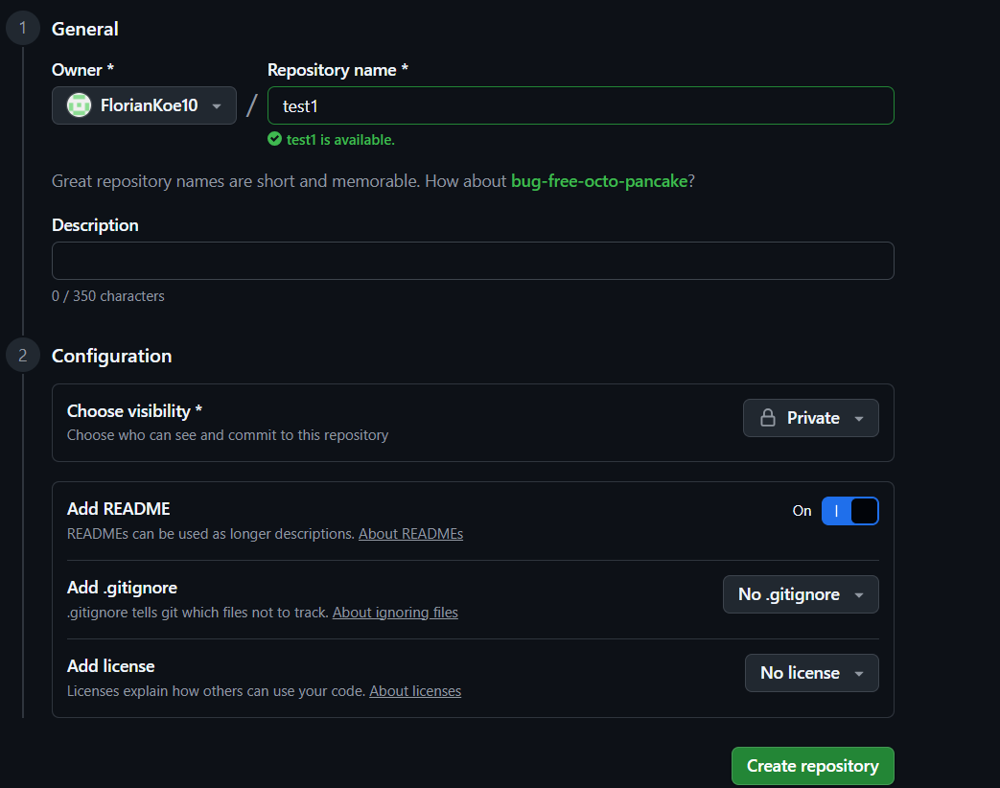 1 General
Owner * Repository name *
FlorianKoe10 / test1
test1 is available.
Great repository names are short and memorable. How about bug-free-octo-pancake?
Description
0 / 350 characters
2 Configuration
Choose visibility *
Choose who can see and commit to this repository
Private
Add README
READMEs can be used as longer descriptions. About READMEs
On
Add .gitignore
.gitignore tells git which files not to track. About ignoring files
No .gitignore
Add license
Licenses explain how others can use your code. About licenses
No license
Create repository